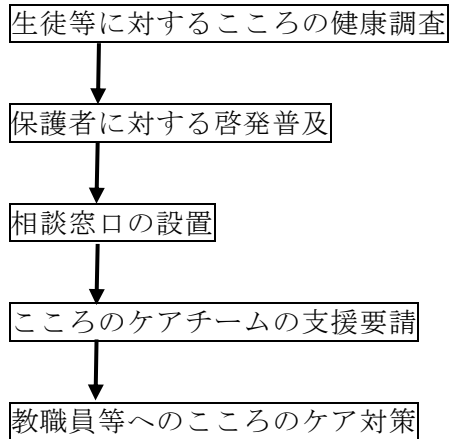 生徒等に対するこころの健康調査
保護者に対する啓発普及
相談窓口の設置
こころのケアチームの支援要請
教職員等へのこころのケア対策